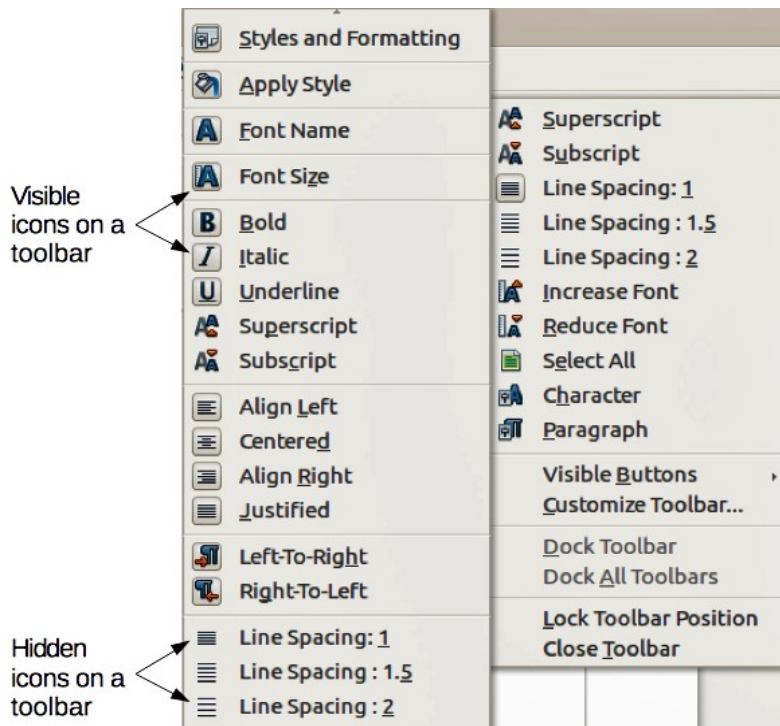 Styles and Formatting
Apply Style
Font Name
Font Size
Bold
Italic
Underline
Superscript
Subscript
Align Left
Centered
Align Right
Justified
Left-To-Right
Right-To-Left
Line Spacing: 1
Line Spacing : 1.5
Line Spacing : 2
Visible
icons on a
toolbar
Hidden
icons on a
toolbar
Superscript
Subscript
Line Spacing: 1
Line Spacing : 1.5
Line Spacing : 2
Increase Font
Reduce Font
Select All
Character
Paragraph
Visible Buttons
Customize Toolbar...
Dock Toolbar
Dock All Toolbars
Lock Toolbar Position
Close Toolbar